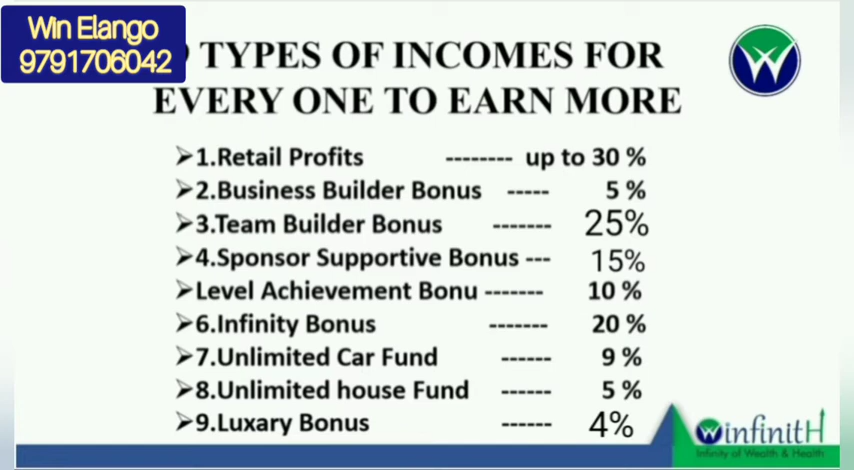 Win Elango
9791706042
TYPES OF INCOMES FOR
EVERY ONE TO EARN MORE
➢1.Retail Profits -------- up to 30 %
➢2.Business Builder Bonus ----- 5 %
➢3.Team Builder Bonus ------- 25%
➢4.Sponsor Supportive Bonus --- 15%
➢Level Achievement Bonu ------- 10 %
➢6.Infinity Bonus ------- 20 %
➢7.Unlimited Car Fund ------ 9 %
➢8.Unlimited house Fund ------ 5 %
➢9.Luxary Bonus ------ 4%
WinfinitH
Infinity of Wealth & Health